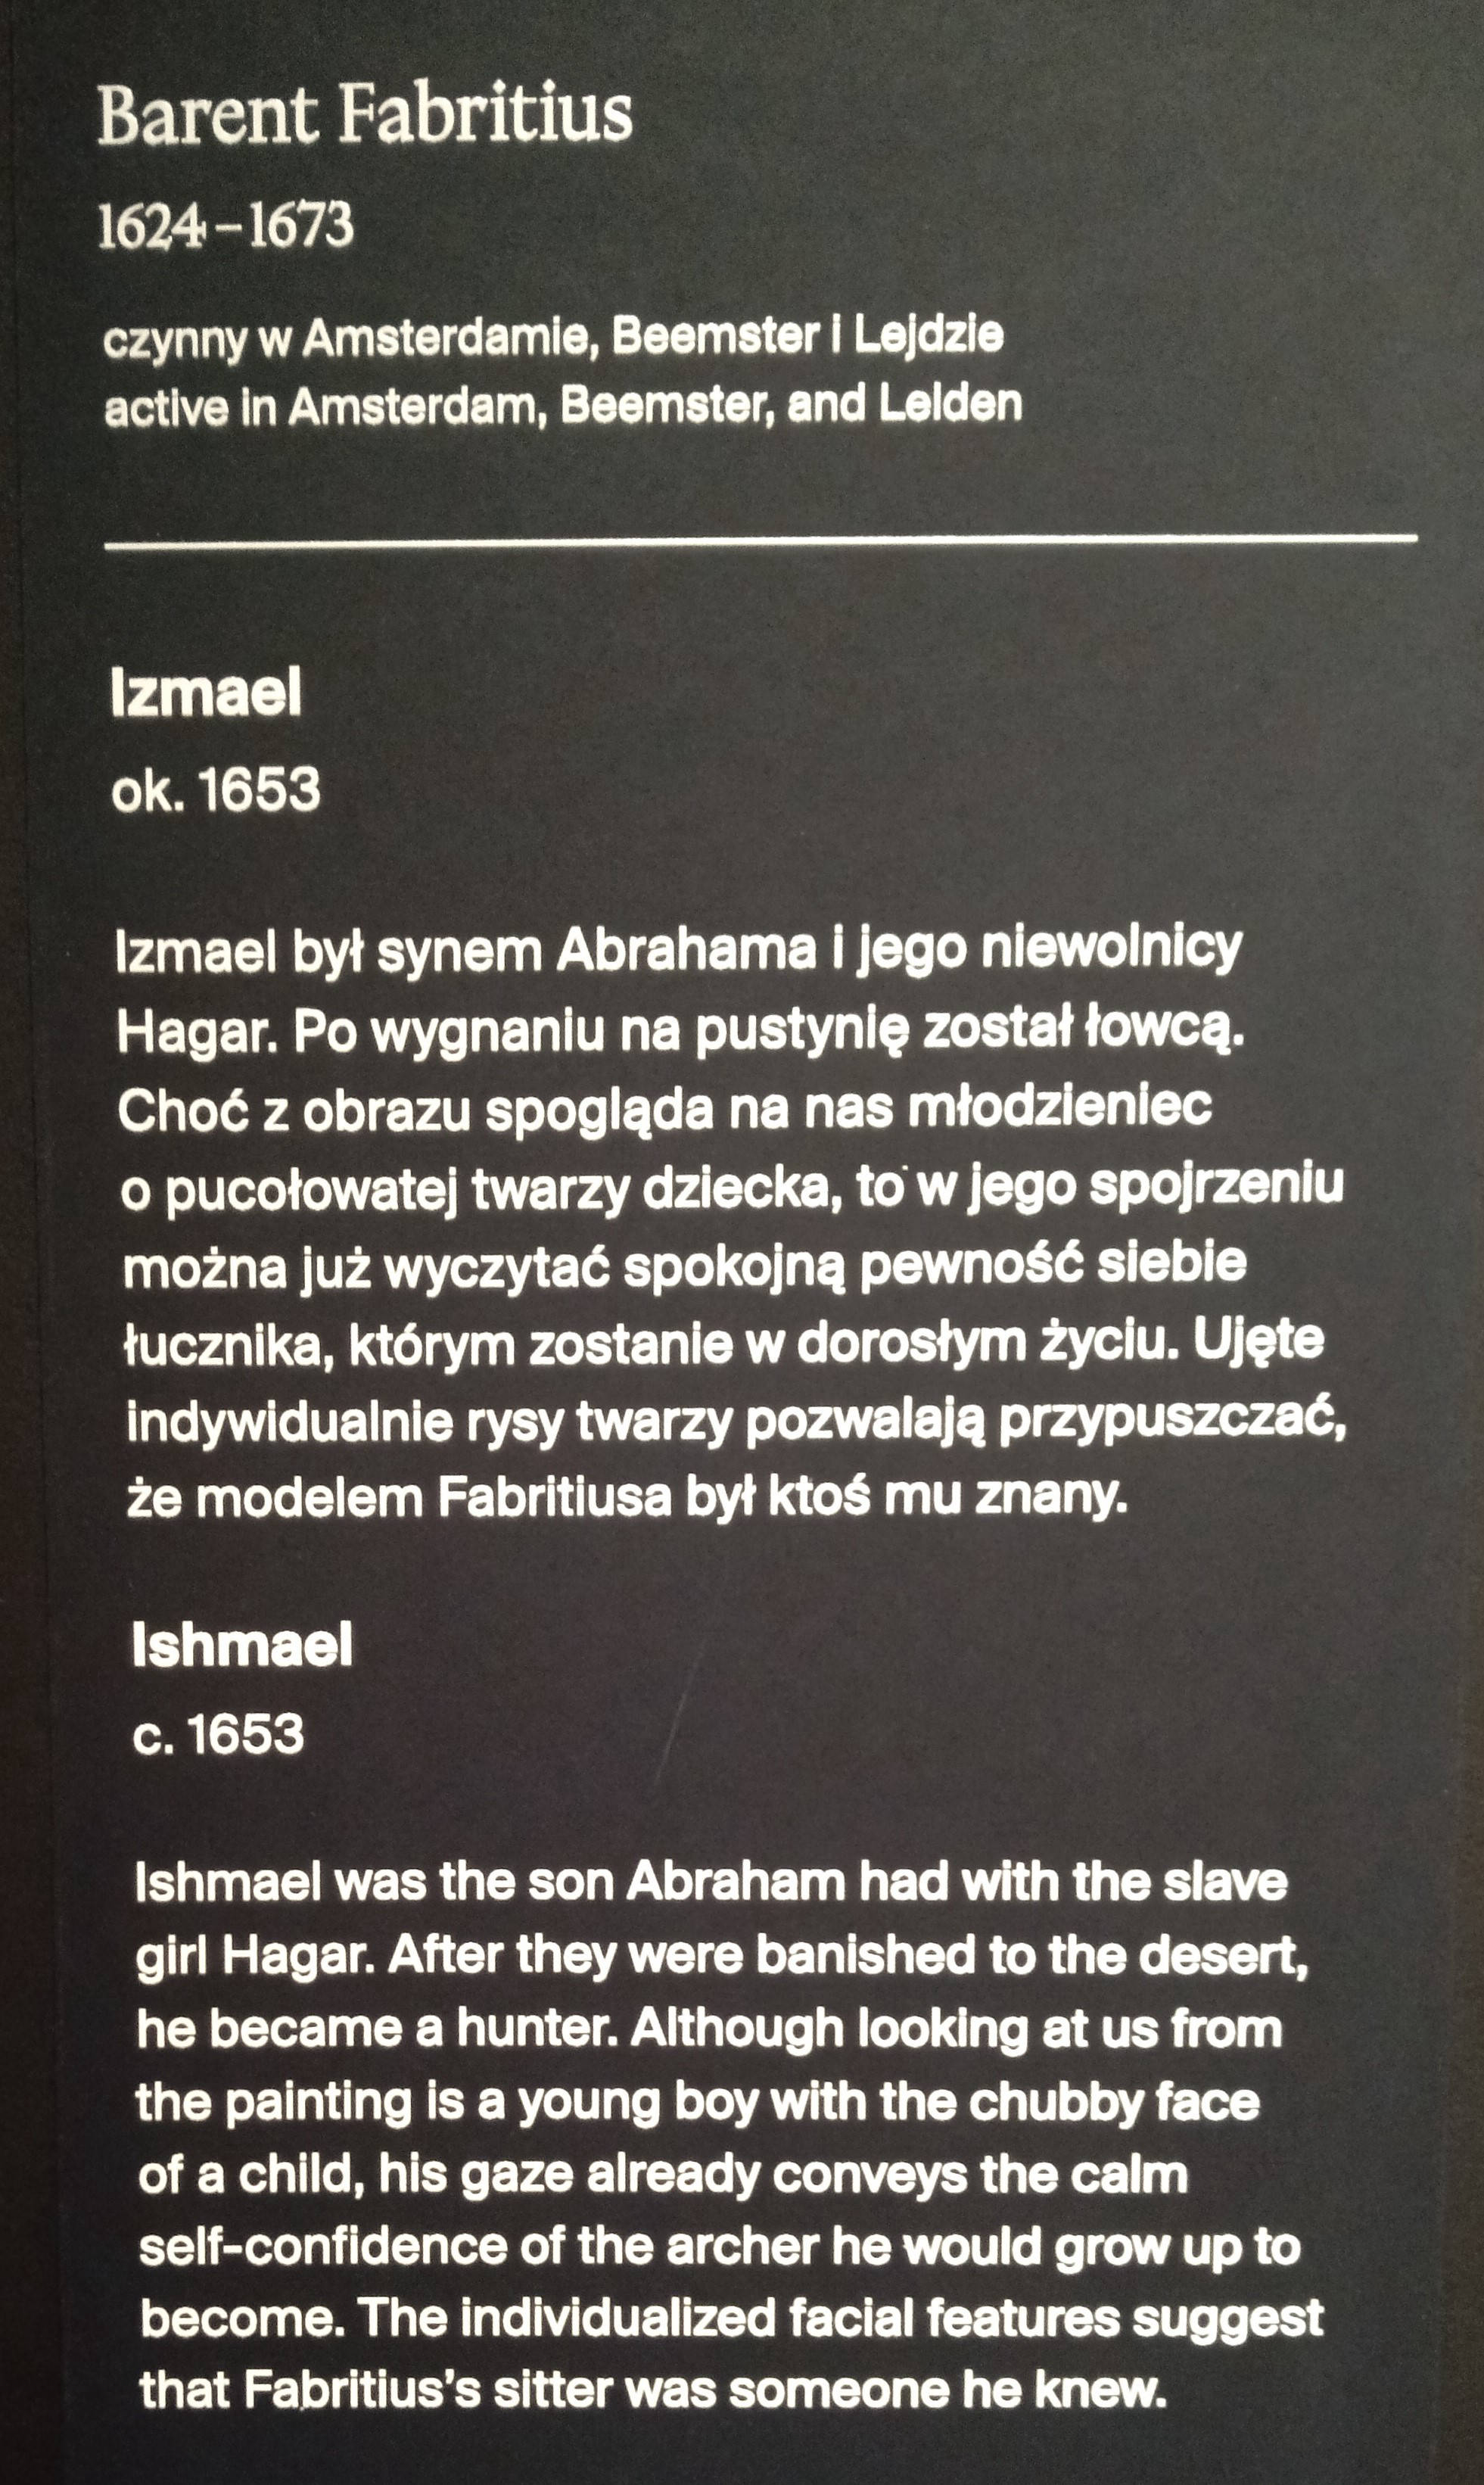 Barent Fabritius
1624–1673
czynny w Amsterdamie, Beemster i Lejdzie
active in Amsterdam, Beemster, and Leiden
Izmael
ok. 1653
Izmael był synem Abrahama i jego niewolnicy
Hagar. Po wygnaniu na pustynię został łowcą.
Choć z obrazu spogląda na nas młodzieniec
o pucołowatej twarzy dziecka, to w jego spojrzeniu
można już wyczytać spokojną pewność siebie
łucznika, którym zostanie w dorosłym życiu. Ujęte
indywidualnie rysy twarzy pozwalają przypuszczać,
że modelem Fabritiusa był ktoś mu znany.
Ishmael
c. 1653
Ishmael was the son Abraham had with the slave
girl Hagar. After they were banished to the desert,
he became a hunter. Although looking at us from
the painting is a young boy with the chubby face
of a child, his gaze already conveys the calm
self-confidence of the archer he would grow up to
become. The individualized facial features suggest
that Fabritius’s sitter was someone he knew.